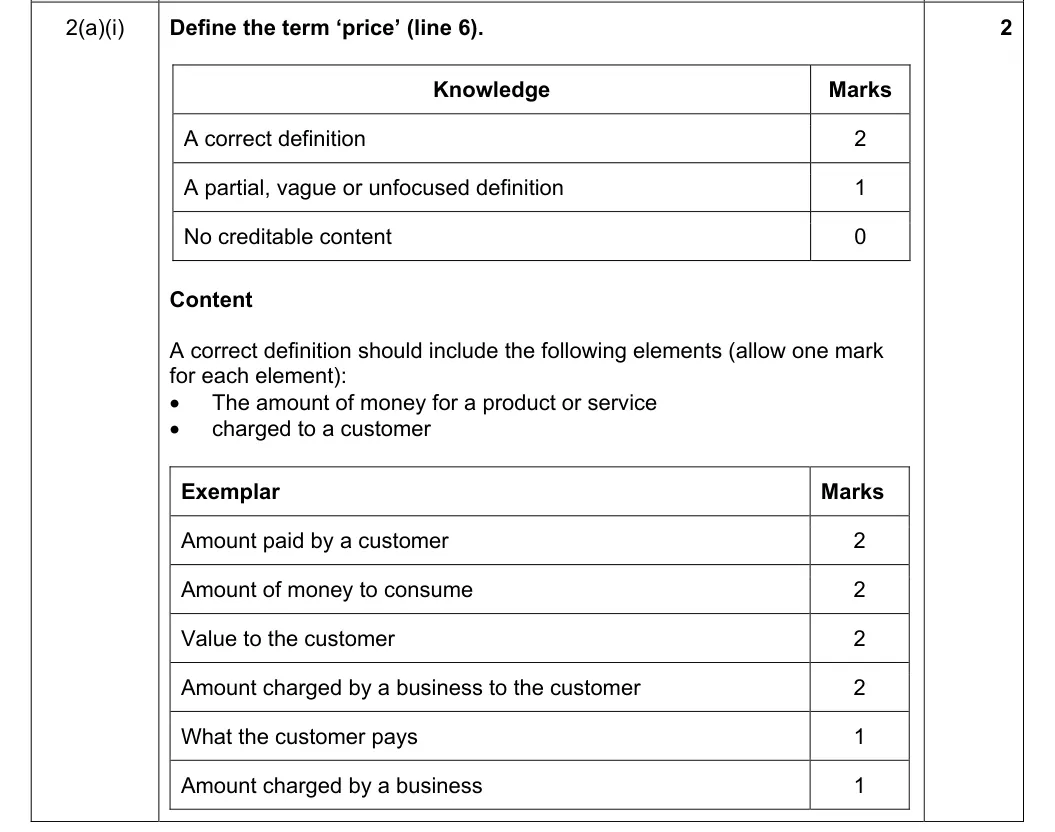 2(a)(i) Define the term ‘price’ (line 6). 2
Knowledge Marks
A correct definition 2
A partial, vague or unfocused definition 1
No creditable content 0
Content
A correct definition should include the following elements (allow one mark
for each element):
• The amount of money for a product or service
• charged to a customer
Exemplar Marks
Amount paid by a customer 2
Amount of money to consume 2
Value to the customer 2
Amount charged by a business to the customer 2
What the customer pays 1
Amount charged by a business 1